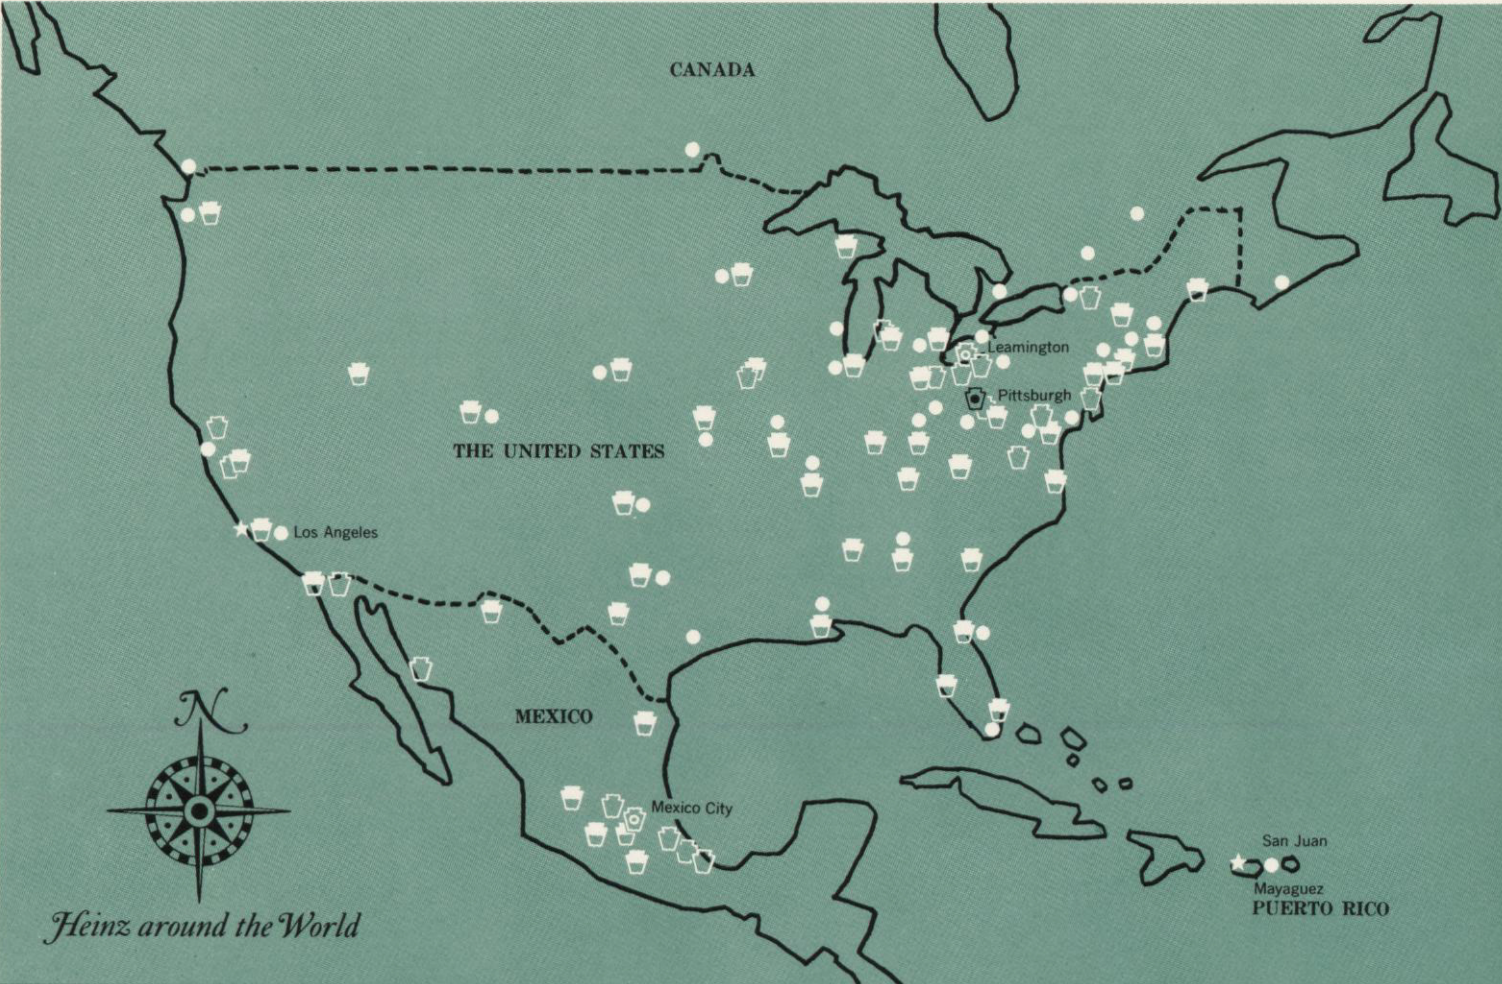 CANADA
Leamington
Pittsburgh
THE UNITED STATES
Los Angeles
N
MEXICO
Mexico City
San Juan
Mayaguez
PUERTO RICO
Heinz around the World